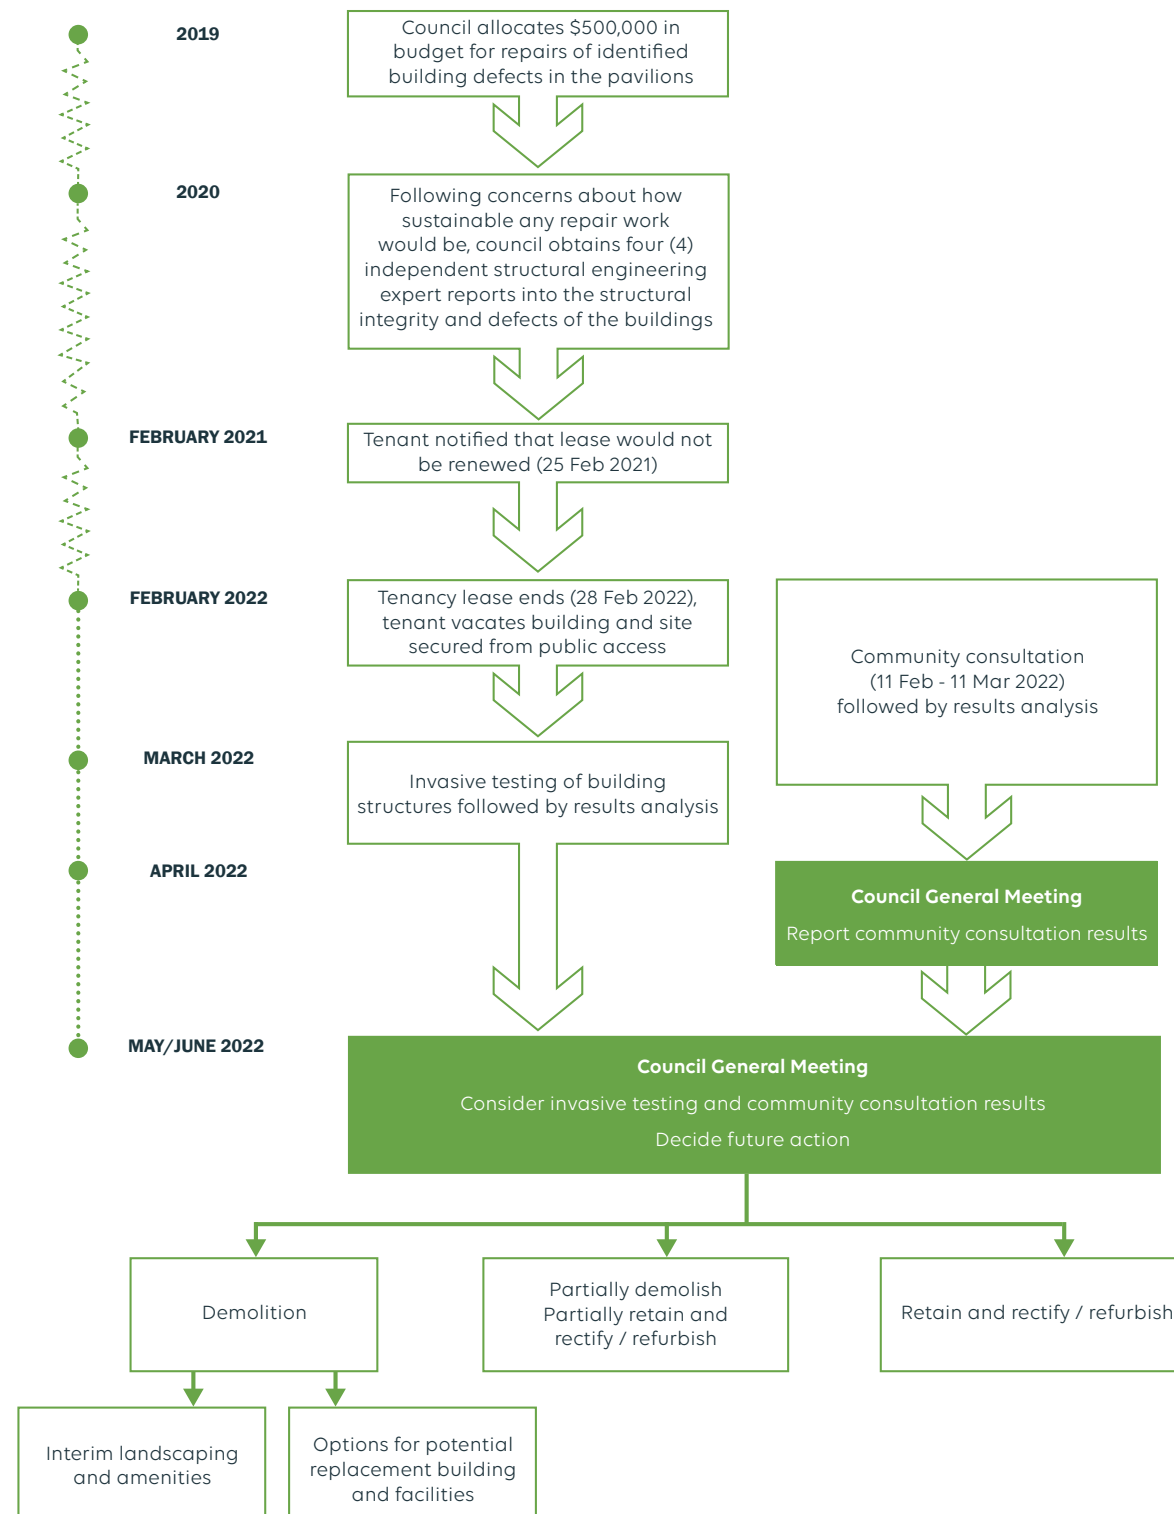 2019
Council allocates $500,000 in
budget for repairs of identified
building defects in the pavilions
2020
Following concerns about how
sustainable any repair work
would be, council obtains four (4)
independent structural engineering
expert reports into the structural
integrity and defects of the buildings
FEBRUARY 2021
Tenant notified that lease would not
be renewed (25 Feb 2021)
FEBRUARY 2022
Tenancy lease ends (28 Feb 2022),
tenant vacates building and site
secured from public access
Community consultation
(11 Feb - 11 Mar 2022)
followed by results analysis
MARCH 2022
Invasive testing of building
structures followed by results analysis
APRIL 2022
Council General Meeting
Report community consultation results
MAY/JUNE 2022
Council General Meeting
Consider invasive testing and community consultation results
Decide future action
Demolition
Partially demolish
Partially retain and
rectify / refurbish
Retain and rectify / refurbish
Interim landscaping
and amenities
Options for potential
replacement building
and facilities